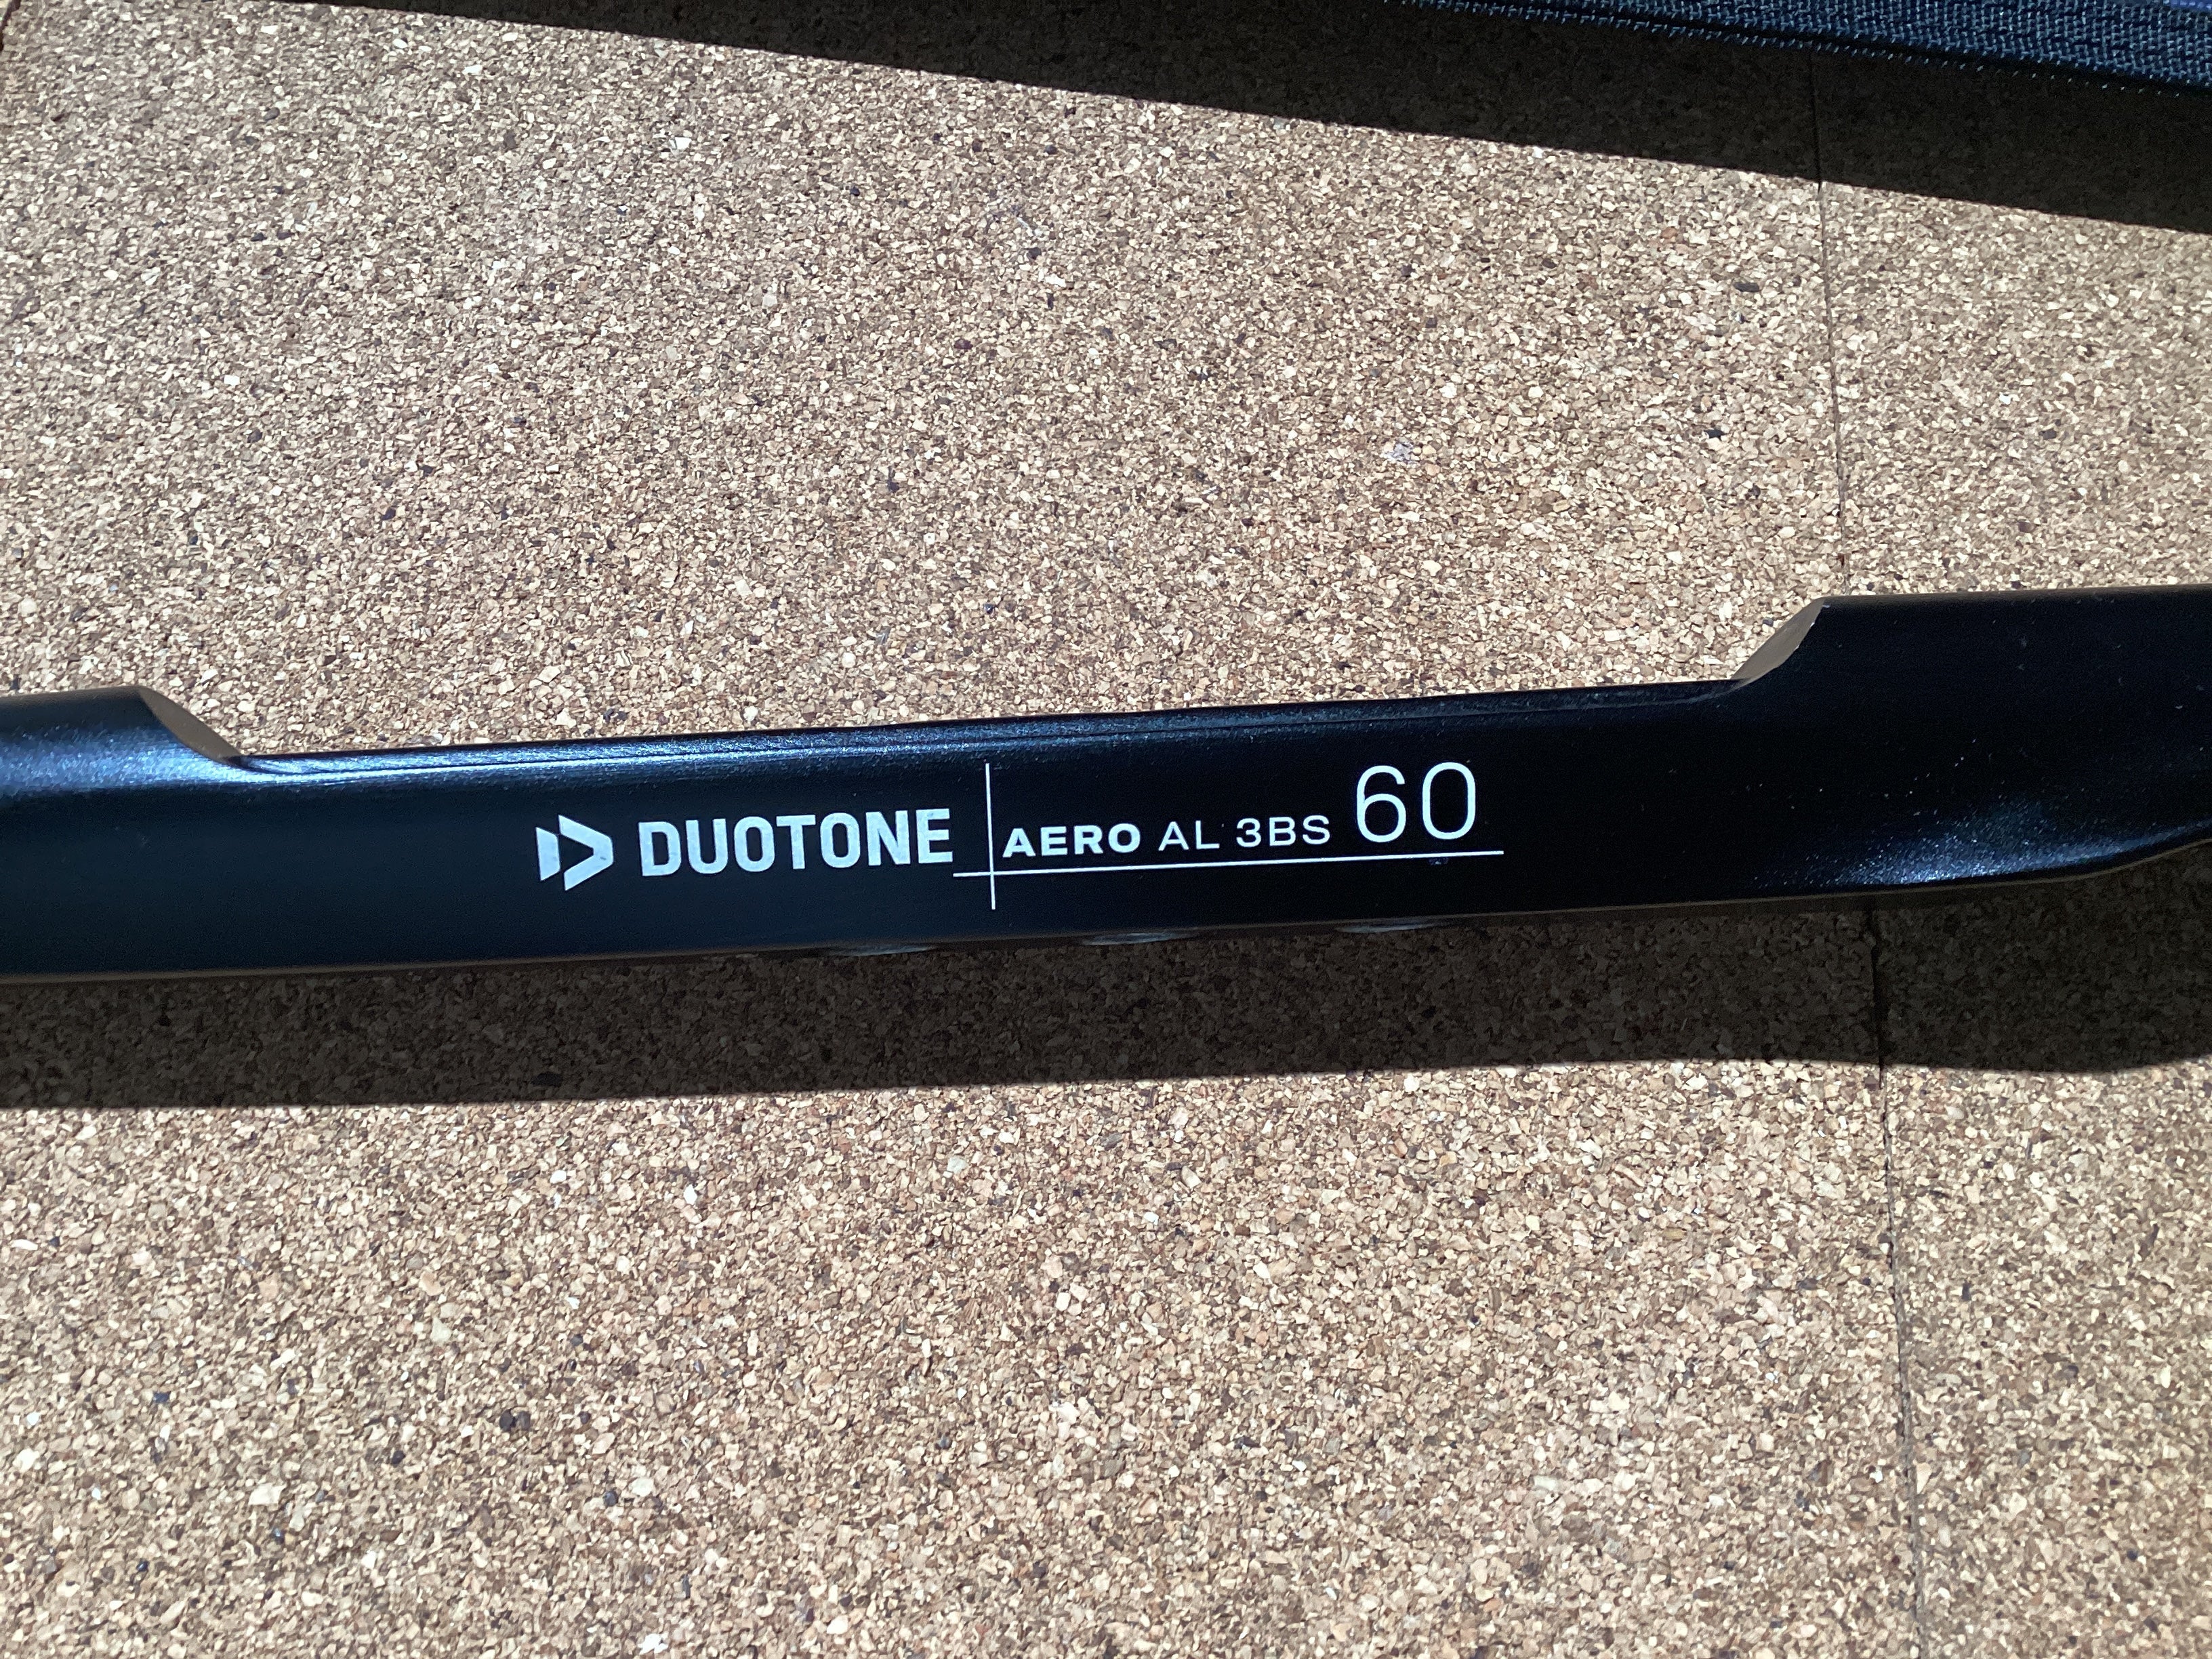 DUOTONE AERO AL 3BS 60